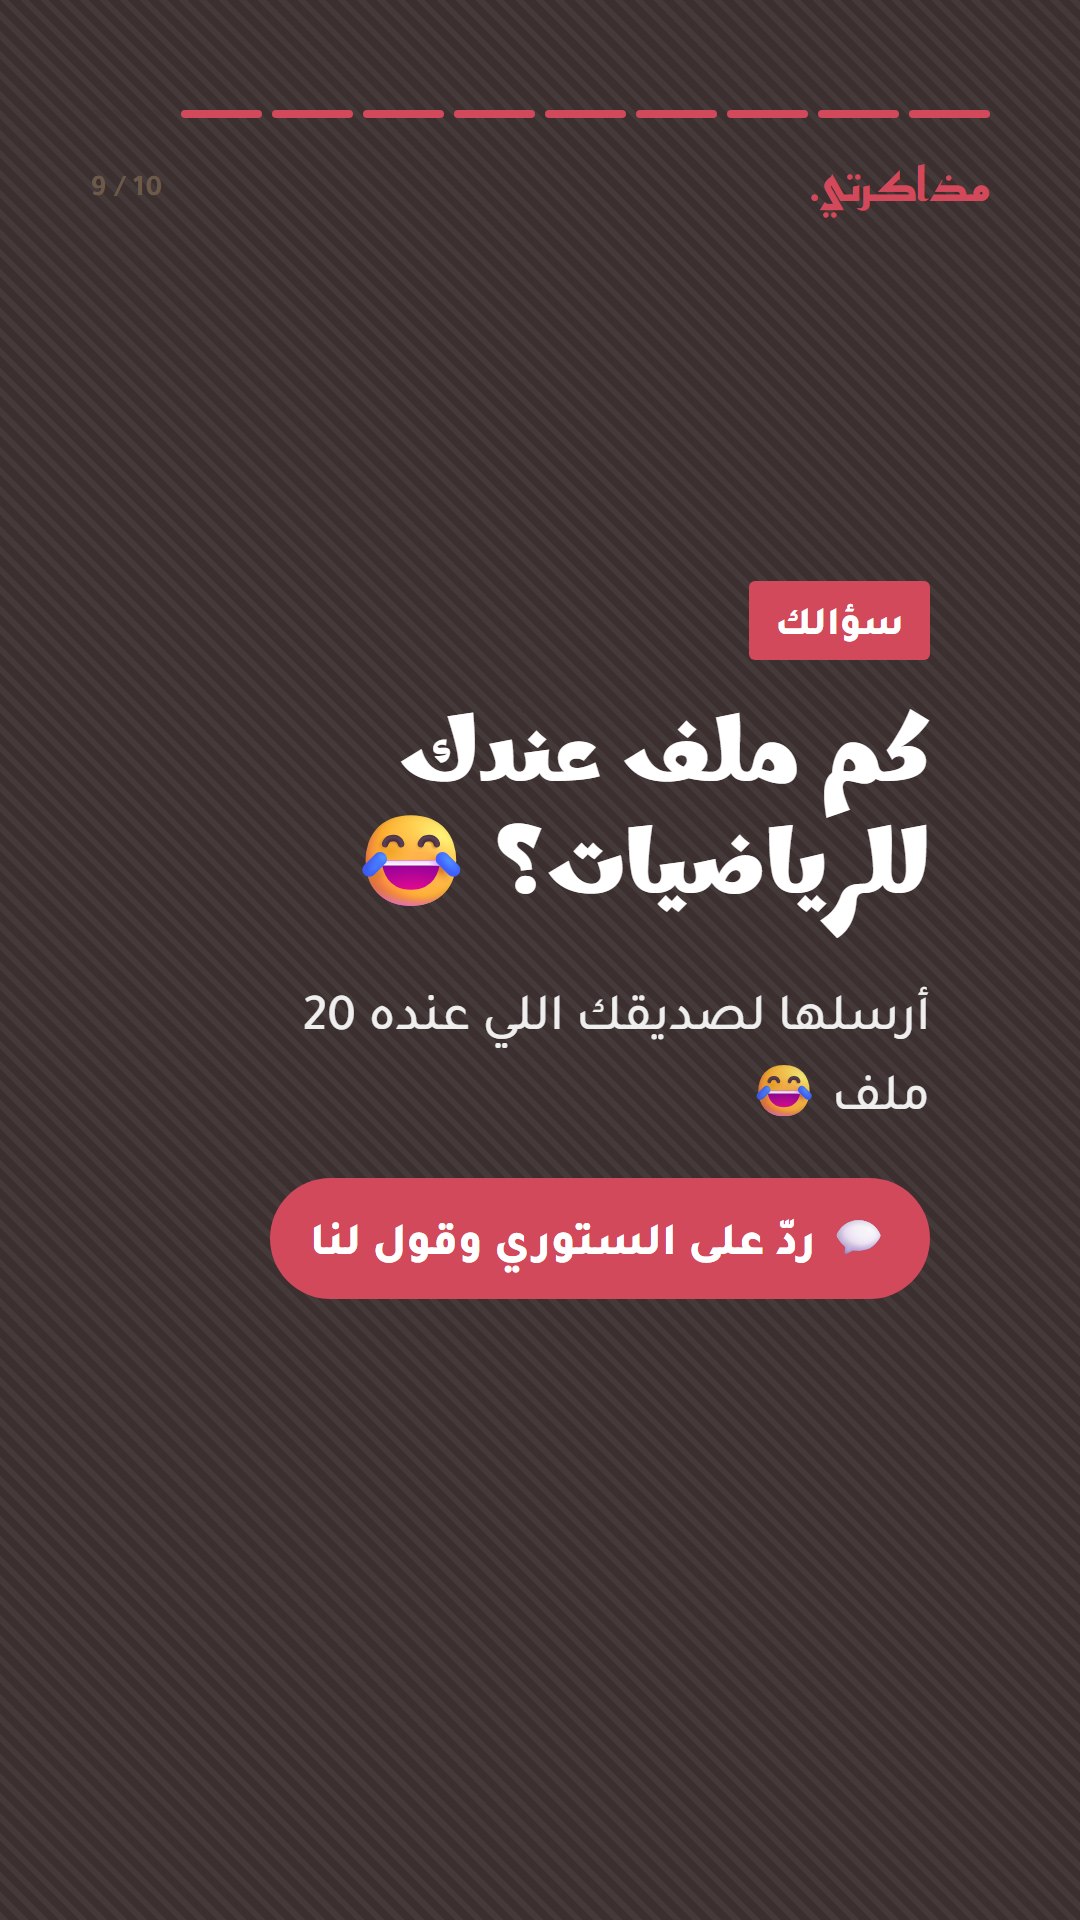 مذاكرتي.
9 / 10
سؤالك
كم ملف عندك
للرياضيات؟ 😂
أرسلها لصديقك اللي عنده 20
ملف 😂
💬 ردّ على الستوري وقول لنا